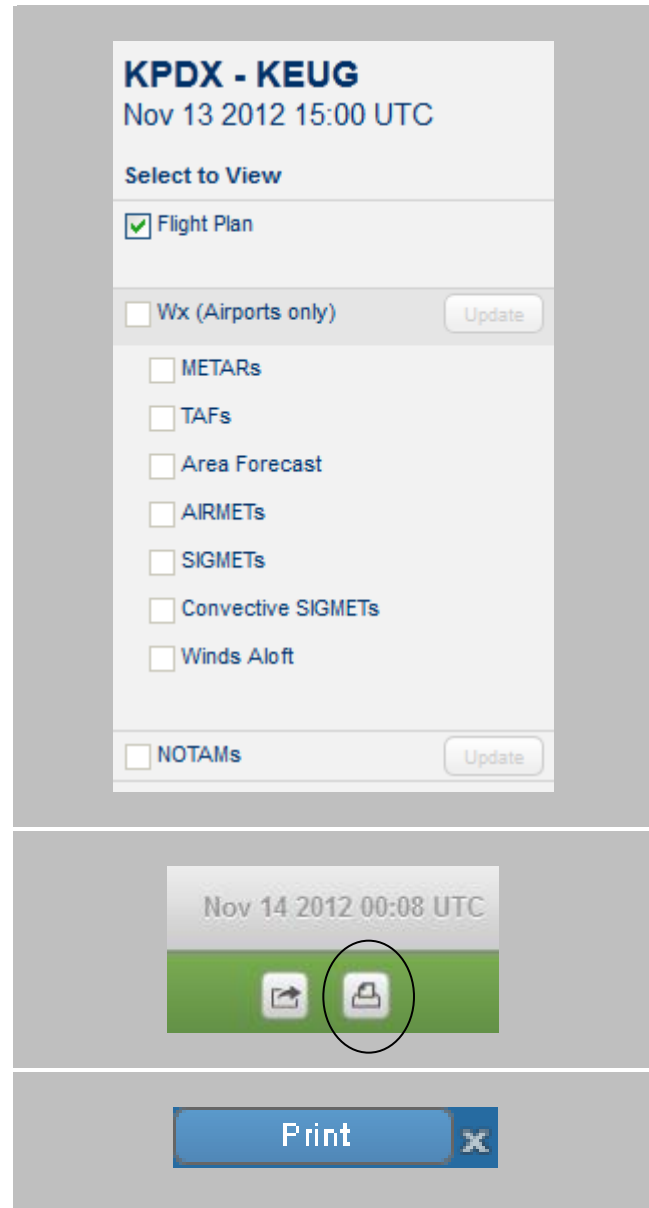 KPDX - KEUG
Nov 13 2012 15:00 UTC
Select to View
Flight Plan
Wx (Airports only) Update
METARs
TAFs
Area Forecast
AIRMETs
SIGMETs
Convective SIGMETs
Winds Aloft
NOTAMs Update
Nov 14 2012 00:08 UTC
Print x